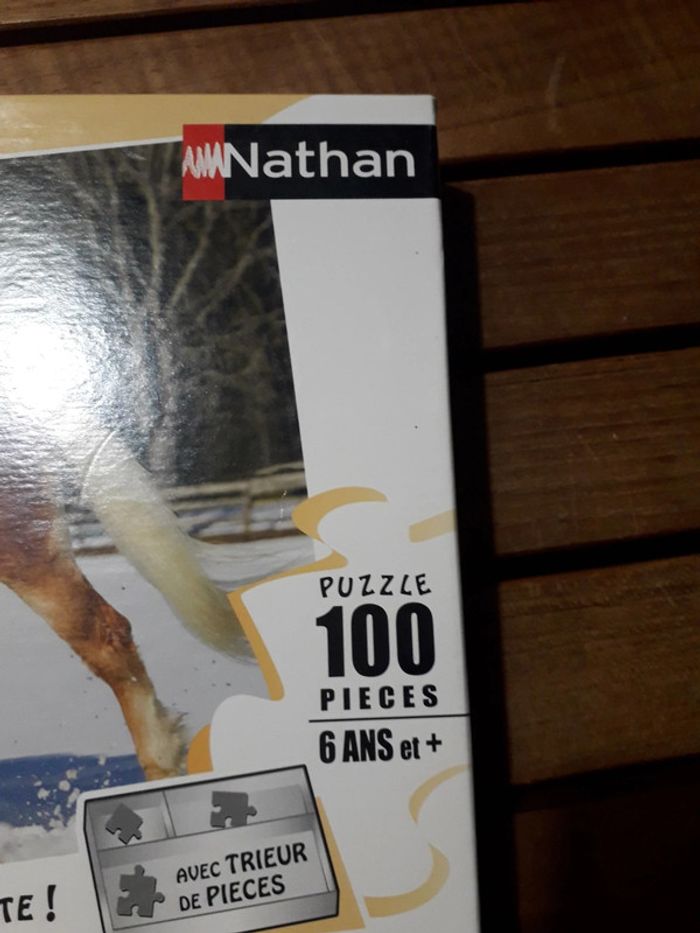 Nathan
PUZZLE
100
PIECES
6 ANS et +
AVEC TRIEUR
DE PIECES
TE !